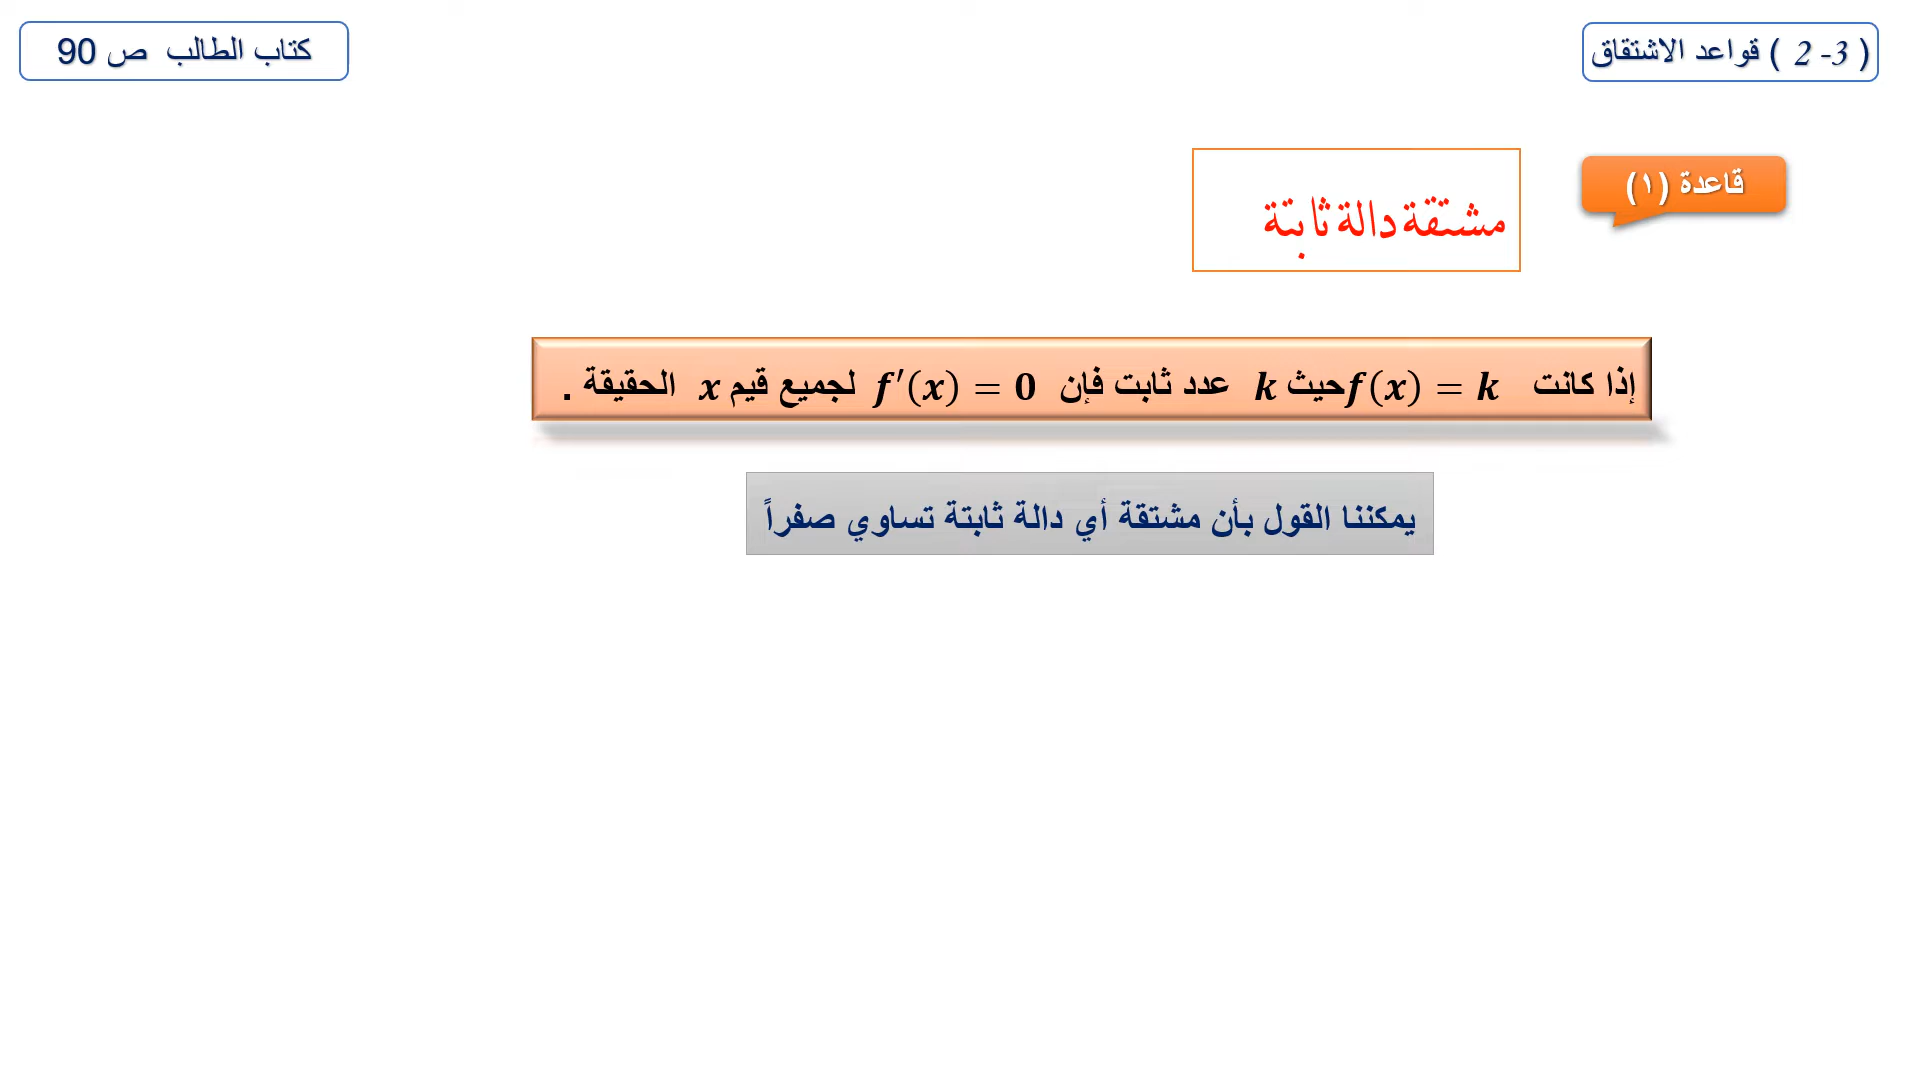 ( 2 -3 ) قواعد الاشتقاق
كتاب الطالب ص 90
قاعدة (١)
مشتقة دالة ثابتة
إذا كانت f(x) = k حيث k عدد ثابت فإن f′(x) = 0 لجميع قيم x الحقيقة .
يمكننا القول بأن مشتقة أي دالة ثابتة تساوي صفراً